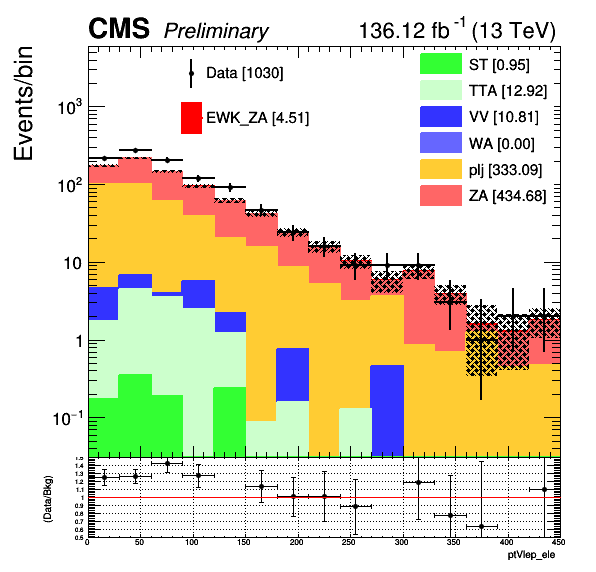 CMS Preliminary 136.12 fb⁻¹ (13 TeV)
Events/bin
Data [1030]
EWK_ZA [4.51]
ST [0.95]
TTA [12.92]
VV [10.81]
WA [0.00]
plj [333.09]
ZA [434.68]
10³
10²
10
1
10⁻¹
(Data/Bkg)
1.5
1.4
1.3
1.2
1.1
1
0.9
0.8
0.7
0.6
0.5
0 50 100 150 200 250 300 350 400 450
ptVlep_ele